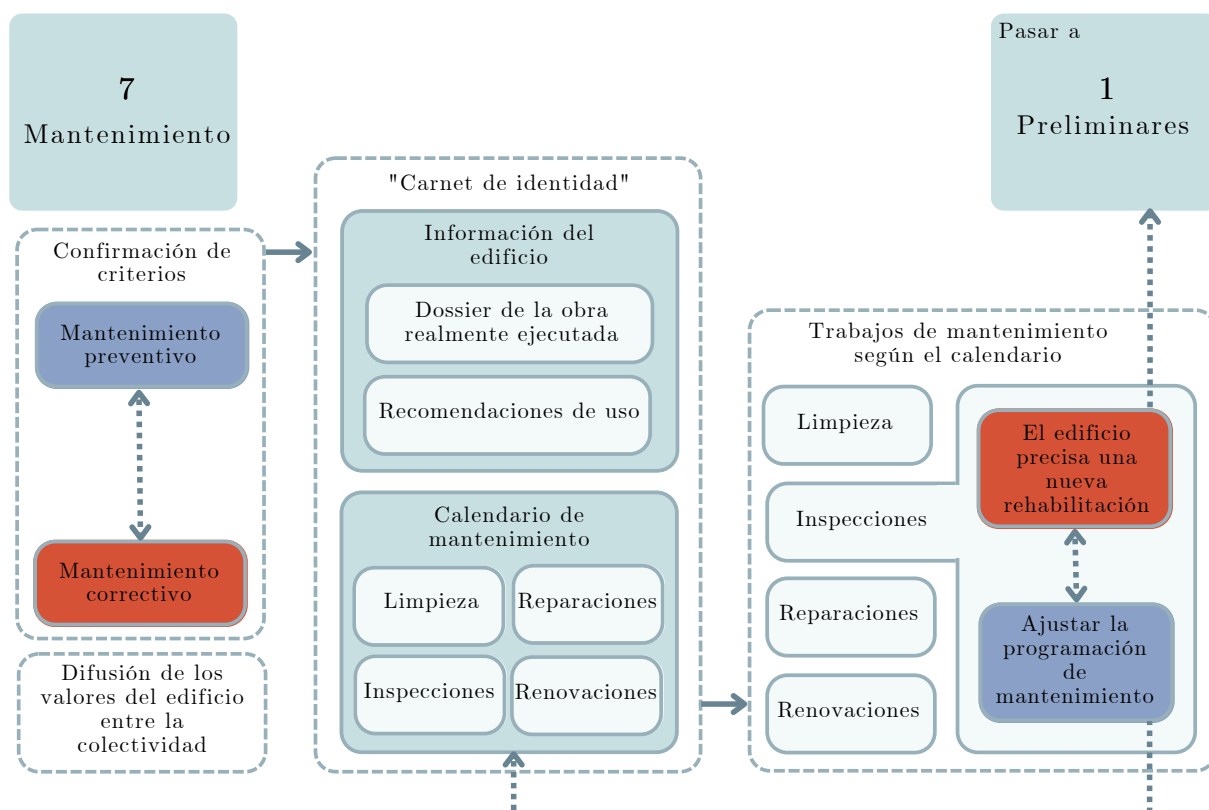 7
Mantenimiento
Confirmación de
criterios
Mantenimiento
preventivo
Mantenimiento
correctivo
Difusión de los
valores del edificio
entre la
colectividad
"Carnet de identidad"
Información del
edificio
Dossier de la obra
realmente ejecutada
Recomendaciones de uso
Calendario de
mantenimiento
Limpieza
Reparaciones
Inspecciones
Renovaciones
Pasar a
1
Preliminares
Trabajos de mantenimiento
según el calendario
Limpieza
Inspecciones
Reparaciones
Renovaciones
El edificio
precisa una
nueva
rehabilitación
Ajustar la
programación
de
mantenimiento